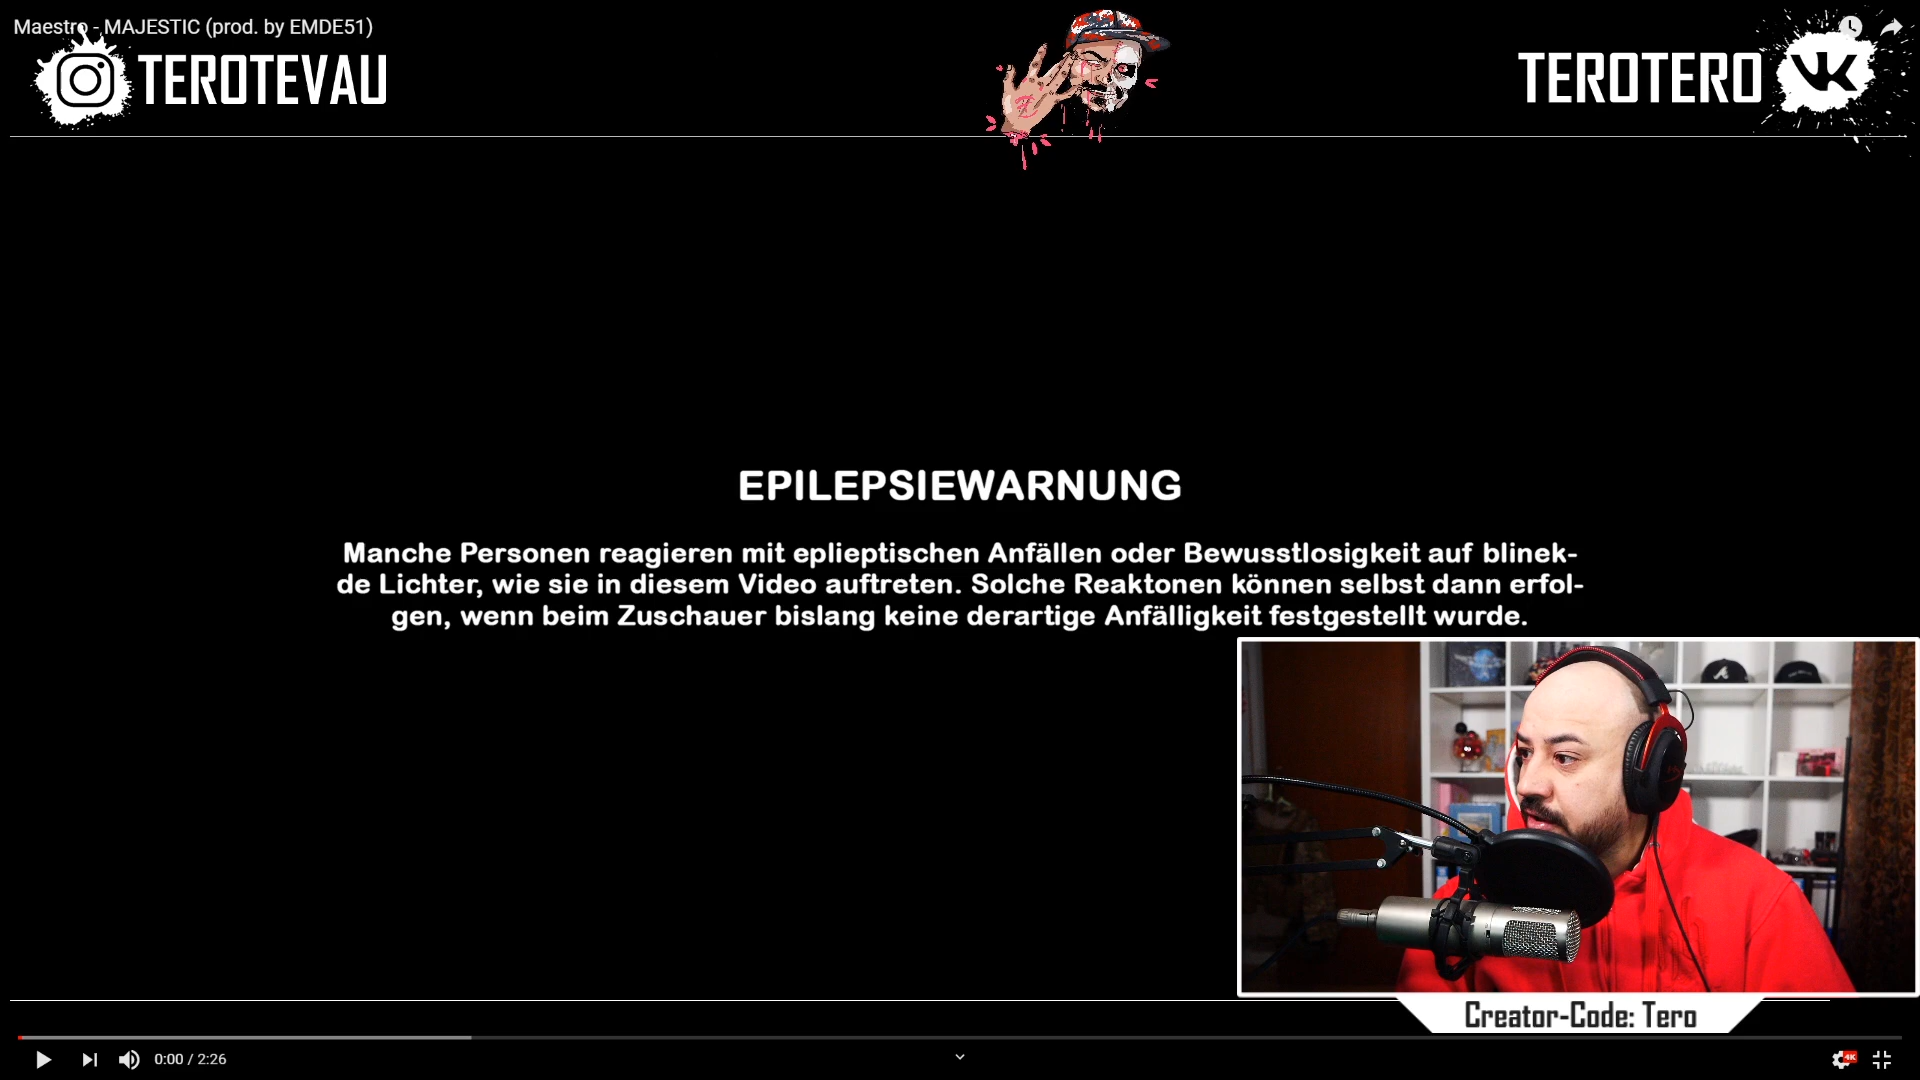 Maestro - MAJESTIC (prod. by EMDE51)
TEROTEVAU
TEROTERO
EPILEPSIEWARNUNG
Manche Personen reagieren mit eplieptischen Anfällen oder Bewusstlosigkeit auf blinek-
de Lichter, wie sie in diesem Video auftreten. Solche Reaktonen können selbst dann erfol-
gen, wenn beim Zuschauer bislang keine derartige Anfälligkeit festgestellt wurde.
Creator-Code: Tero
0:00 / 2:26
4K